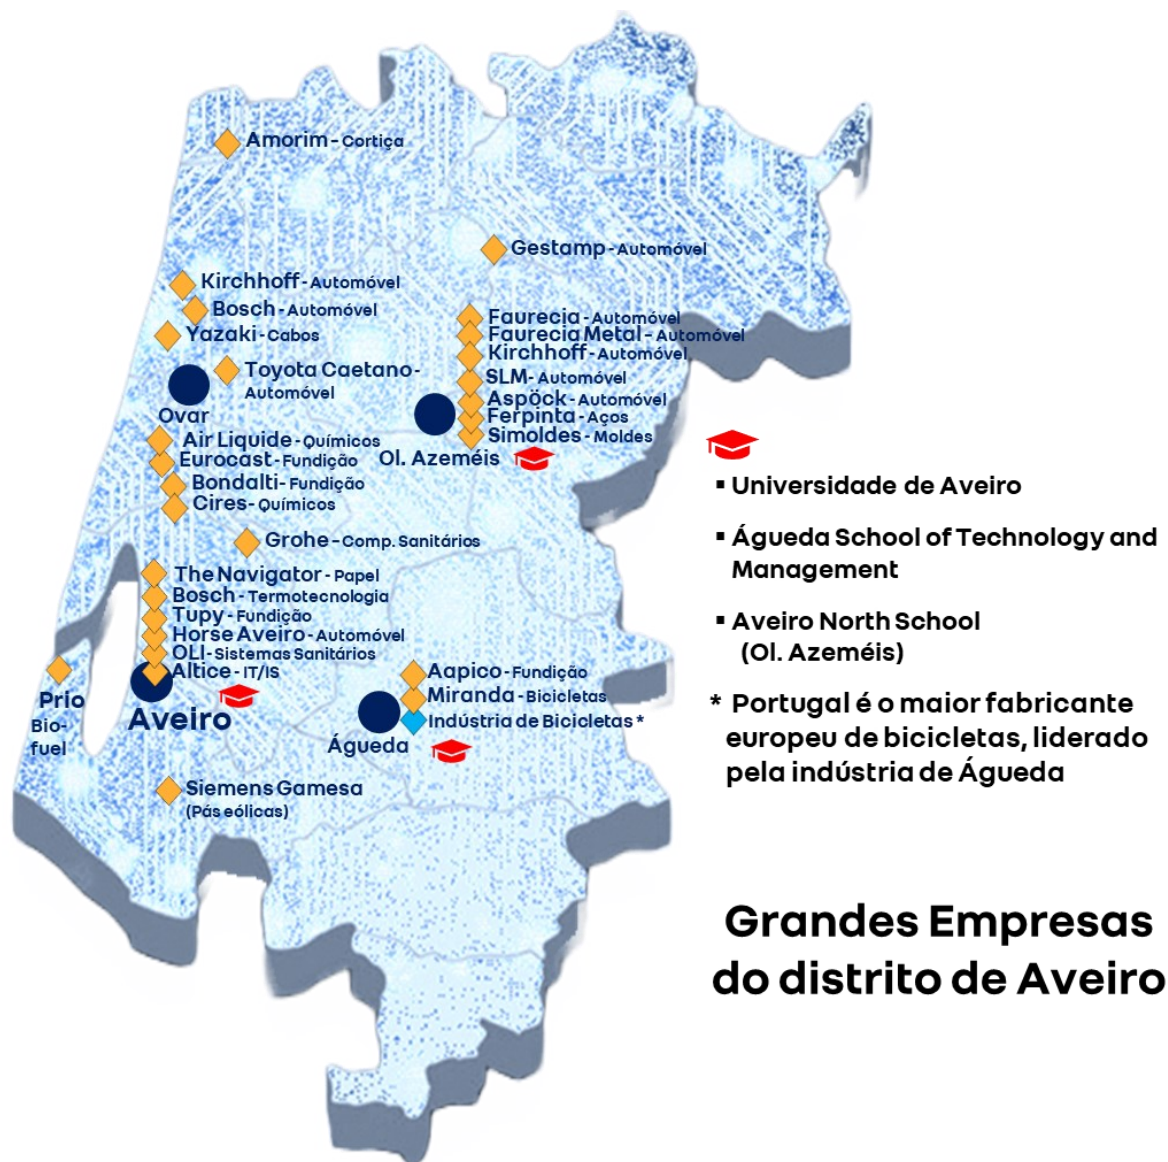 Amorim - Cortiça
Gestamp - Automóvel
Kirchhoff - Automóvel
Bosch - Automóvel
Yazaki - Cabos
Toyota Caetano -
Automóvel
Ovar
Faurecia - Automóvel
Faurecia Metal - Automóvel
Kirchhoff - Automóvel
SLM - Automóvel
Aspöck - Automóvel
Ferpinta - Aços
Simoldes - Moldes
Ol. Azeméis
Air Liquide - Químicos
Eurocast - Fundição
Bondalti - Fundição
Cires - Químicos
Grohe - Comp. Sanitários
The Navigator - Papel
Bosch - Termotecnologia
Tupy - Fundição
Horse Aveiro - Automóvel
OLI - Sistemas Sanitários
Altice - IT/IS
Aveiro
Prio
Bio-
fuel
Aapico - Fundição
Miranda - Bicicletas
Indústria de Bicicletas *
Águeda
Siemens Gamesa
(Pás eólicas)
▪ Universidade de Aveiro
▪ Águeda School of Technology and
Management
▪ Aveiro North School
(Ol. Azeméis)
* Portugal é o maior fabricante
europeu de bicicletas, liderado
pela indústria de Águeda
Grandes Empresas
do distrito de Aveiro